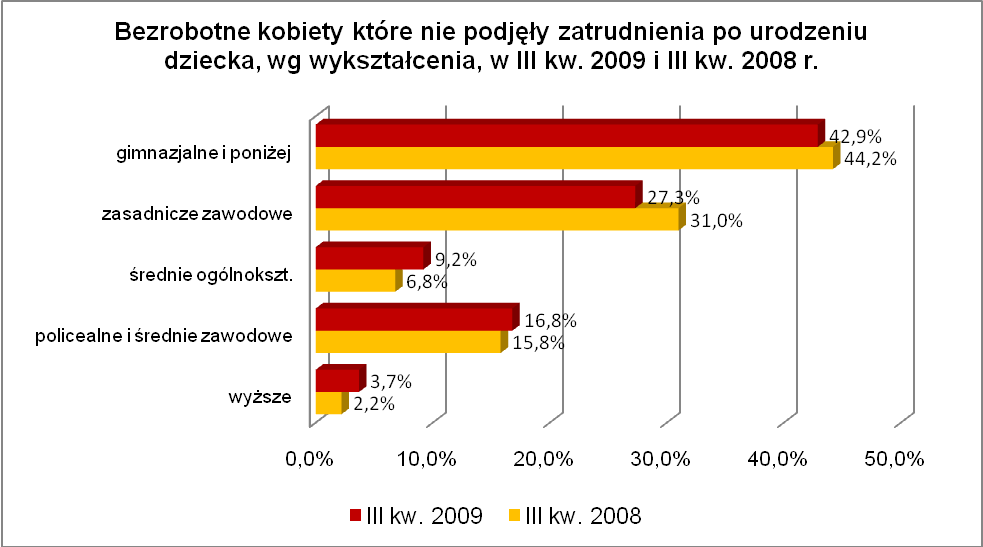 Bezrobotne kobiety które nie podjęły zatrudnienia po urodzeniu
dziecka, wg wykształcenia, w III kw. 2009 i III kw. 2008 r.
gimnazjalne i poniżej
42,9%
44,2%
zasadnicze zawodowe
27,3%
31,0%
średnie ogólnokszt.
9,2%
6,8%
policealne i średnie zawodowe
16,8%
15,8%
wyższe
3,7%
2,2%
0,0% 10,0% 20,0% 30,0% 40,0% 50,0%
III kw. 2009 III kw. 2008